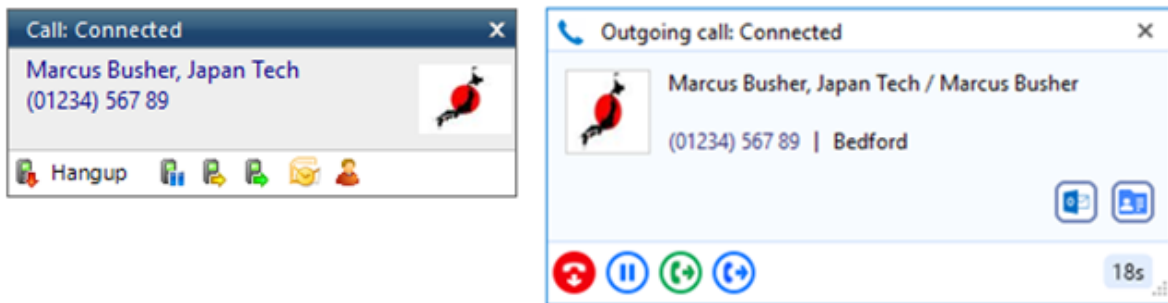 Call: Connected
Marcus Busher, Japan Tech
(01234) 567 89
Hangup
Outgoing call: Connected
Marcus Busher, Japan Tech / Marcus Busher
(01234) 567 89 | Bedford
18s